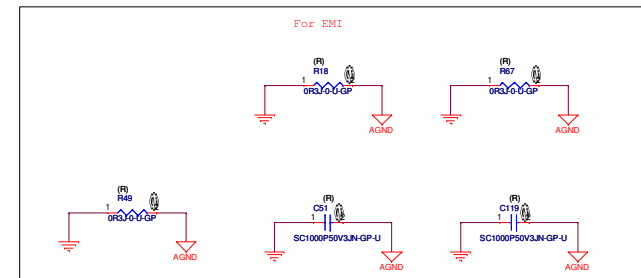 For EMI
(R)
R18
1
0R3J-0-U-GP
AGND
(R)
R67
1
0R3J-0-U-GP
AGND
(R)
R49
1
0R3J-0-U-GP
AGND
(R)
C51
1
SC1000P50V3JN-GP-U
AGND
(R)
C119
1
SC1000P50V3JN-GP-U
AGND